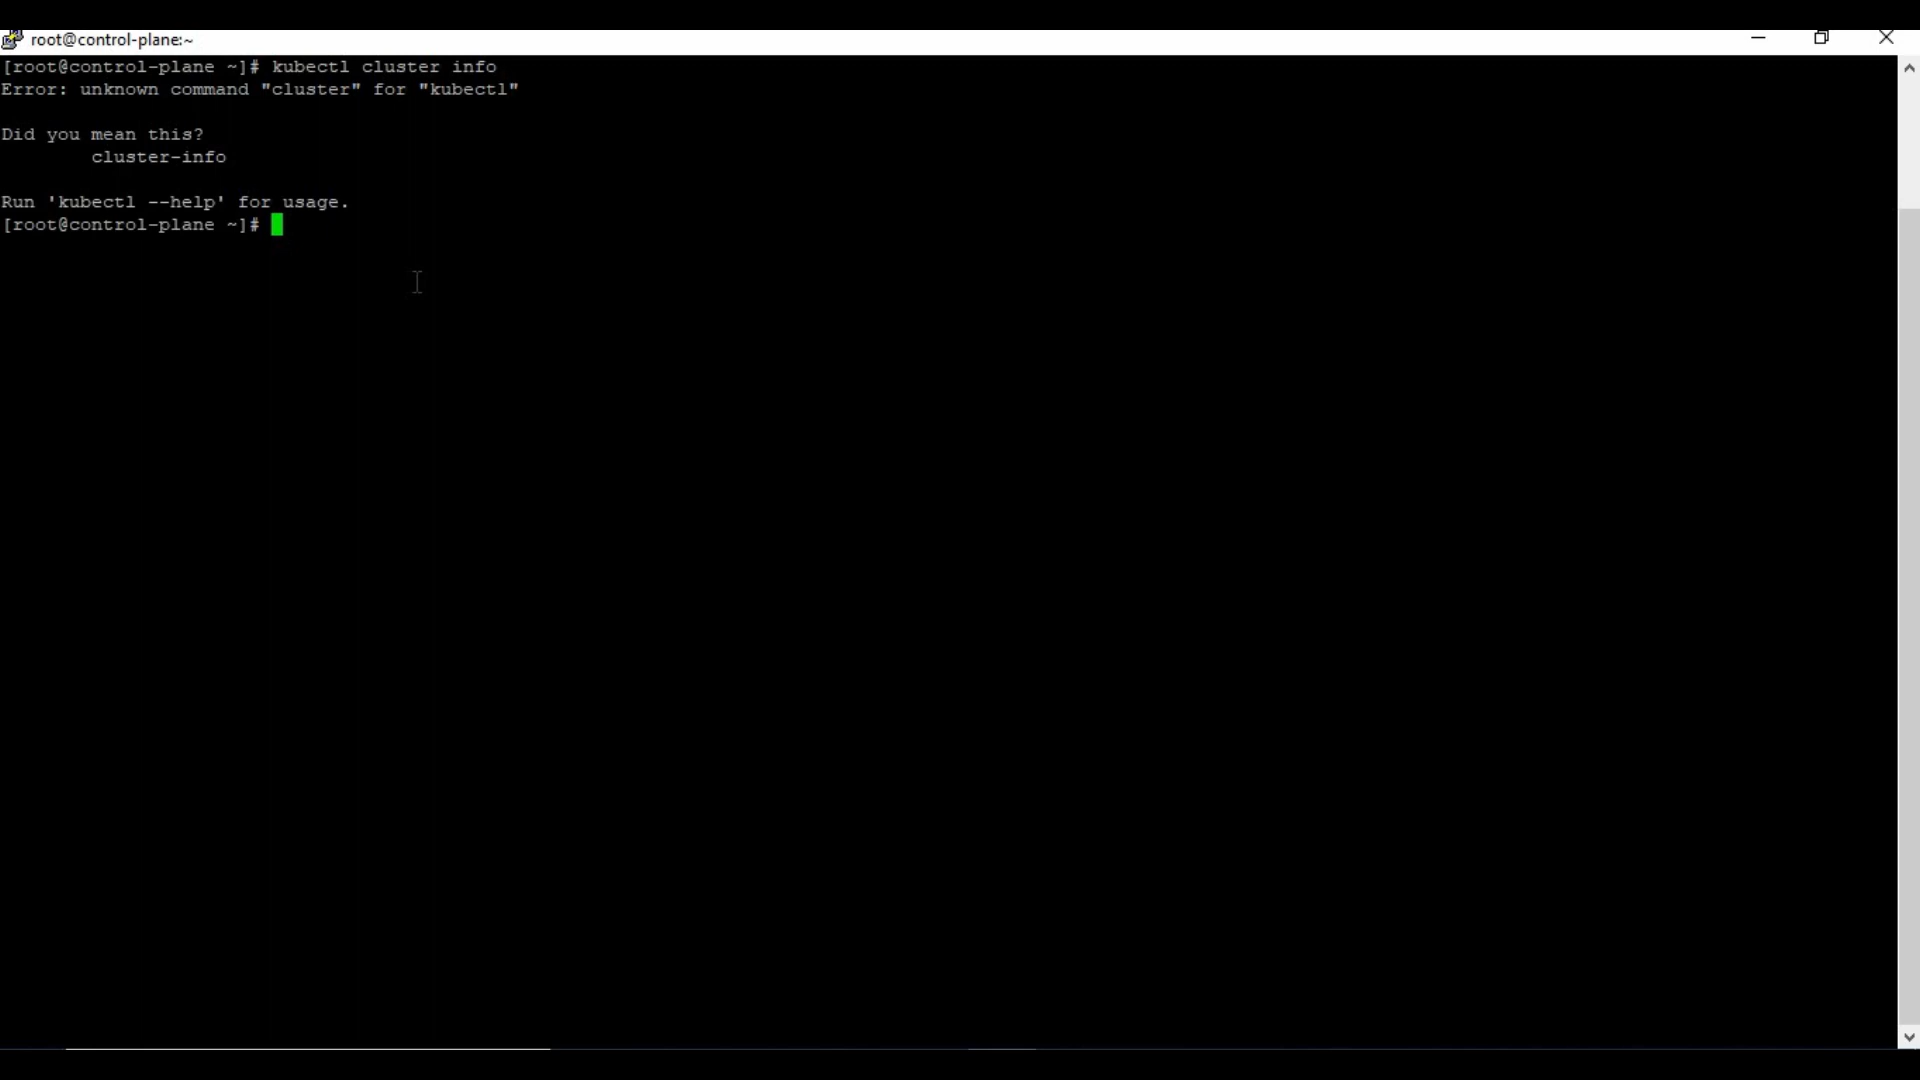 root@control-plane:~
[root@control-plane ~]# kubectl cluster info
Error: unknown command "cluster" for "kubectl"
Did you mean this?
cluster-info
Run 'kubectl --help' for usage.
[root@control-plane ~]#